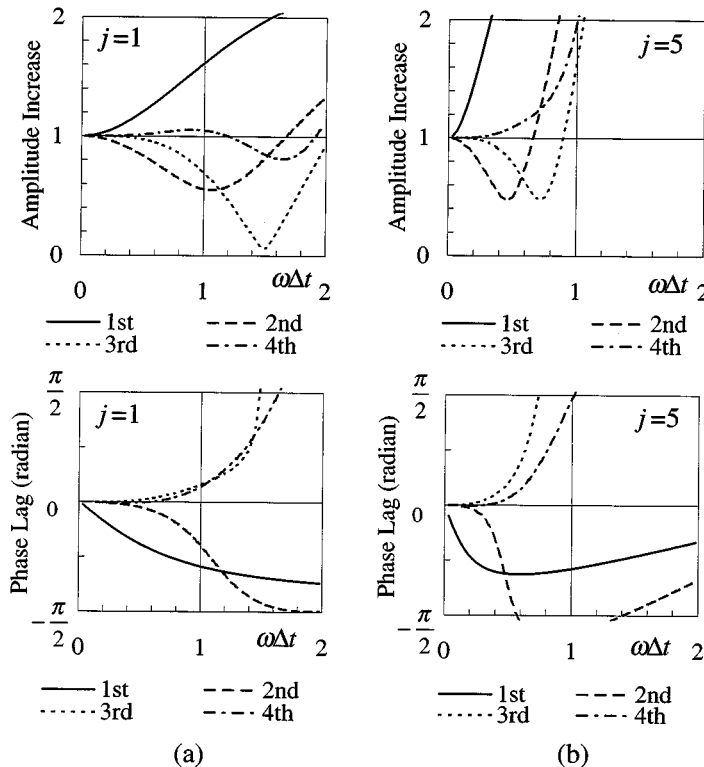 2
j=1
Amplitude Increase
1
0
0
1
ωΔt
2
1st
2nd
3rd
4th
2
j=5
Amplitude Increase
1
0
0
1
ωΔt
2
1st
2nd
3rd
4th
π/2
j=1
Phase Lag (radian)
0
-π/2
0
1
ωΔt
2
1st
2nd
3rd
4th
(a)
π/2
j=5
Phase Lag (radian)
0
-π/2
0
1
ωΔt
2
1st
2nd
3rd
4th
(b)